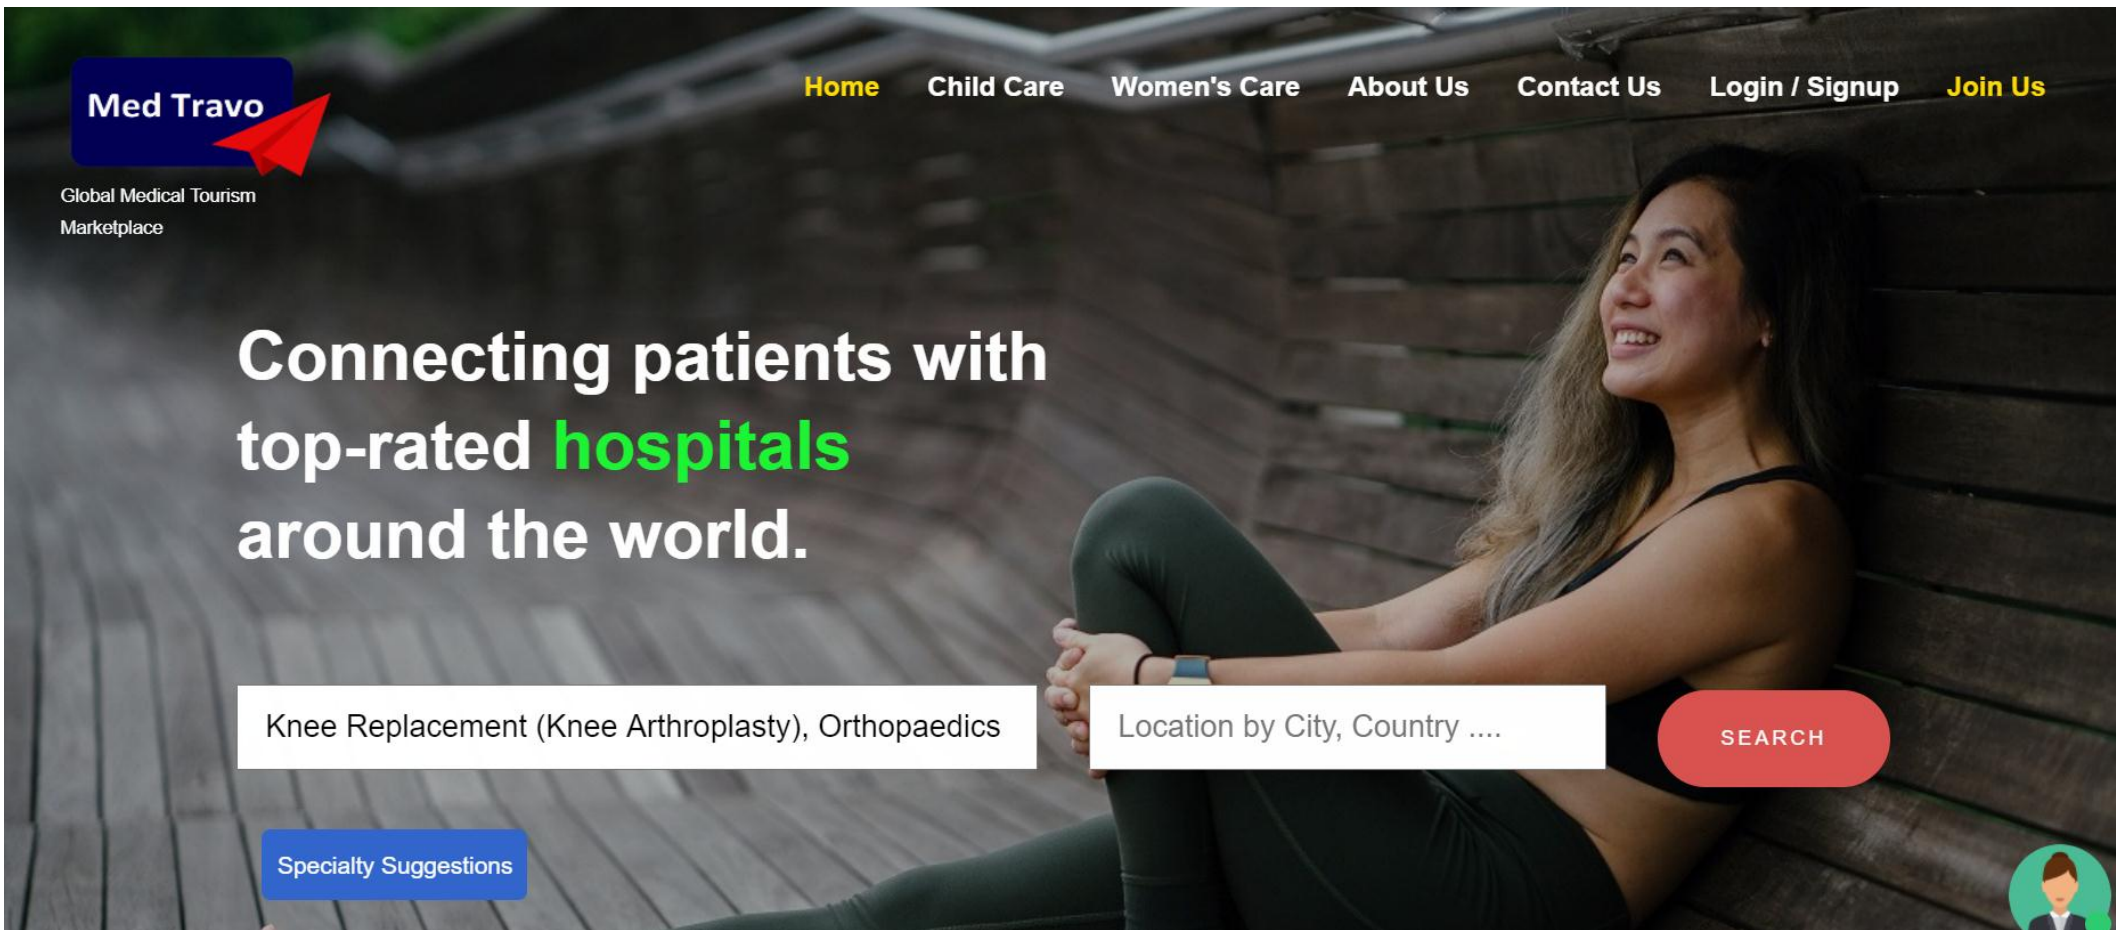 Med Travo
Global Medical Tourism
Marketplace
Home Child Care Women's Care About Us Contact Us Login / Signup Join Us
Connecting patients with
top-rated hospitals
around the world.
Knee Replacement (Knee Arthroplasty), Orthopaedics
Location by City, Country ....
SEARCH
Specialty Suggestions